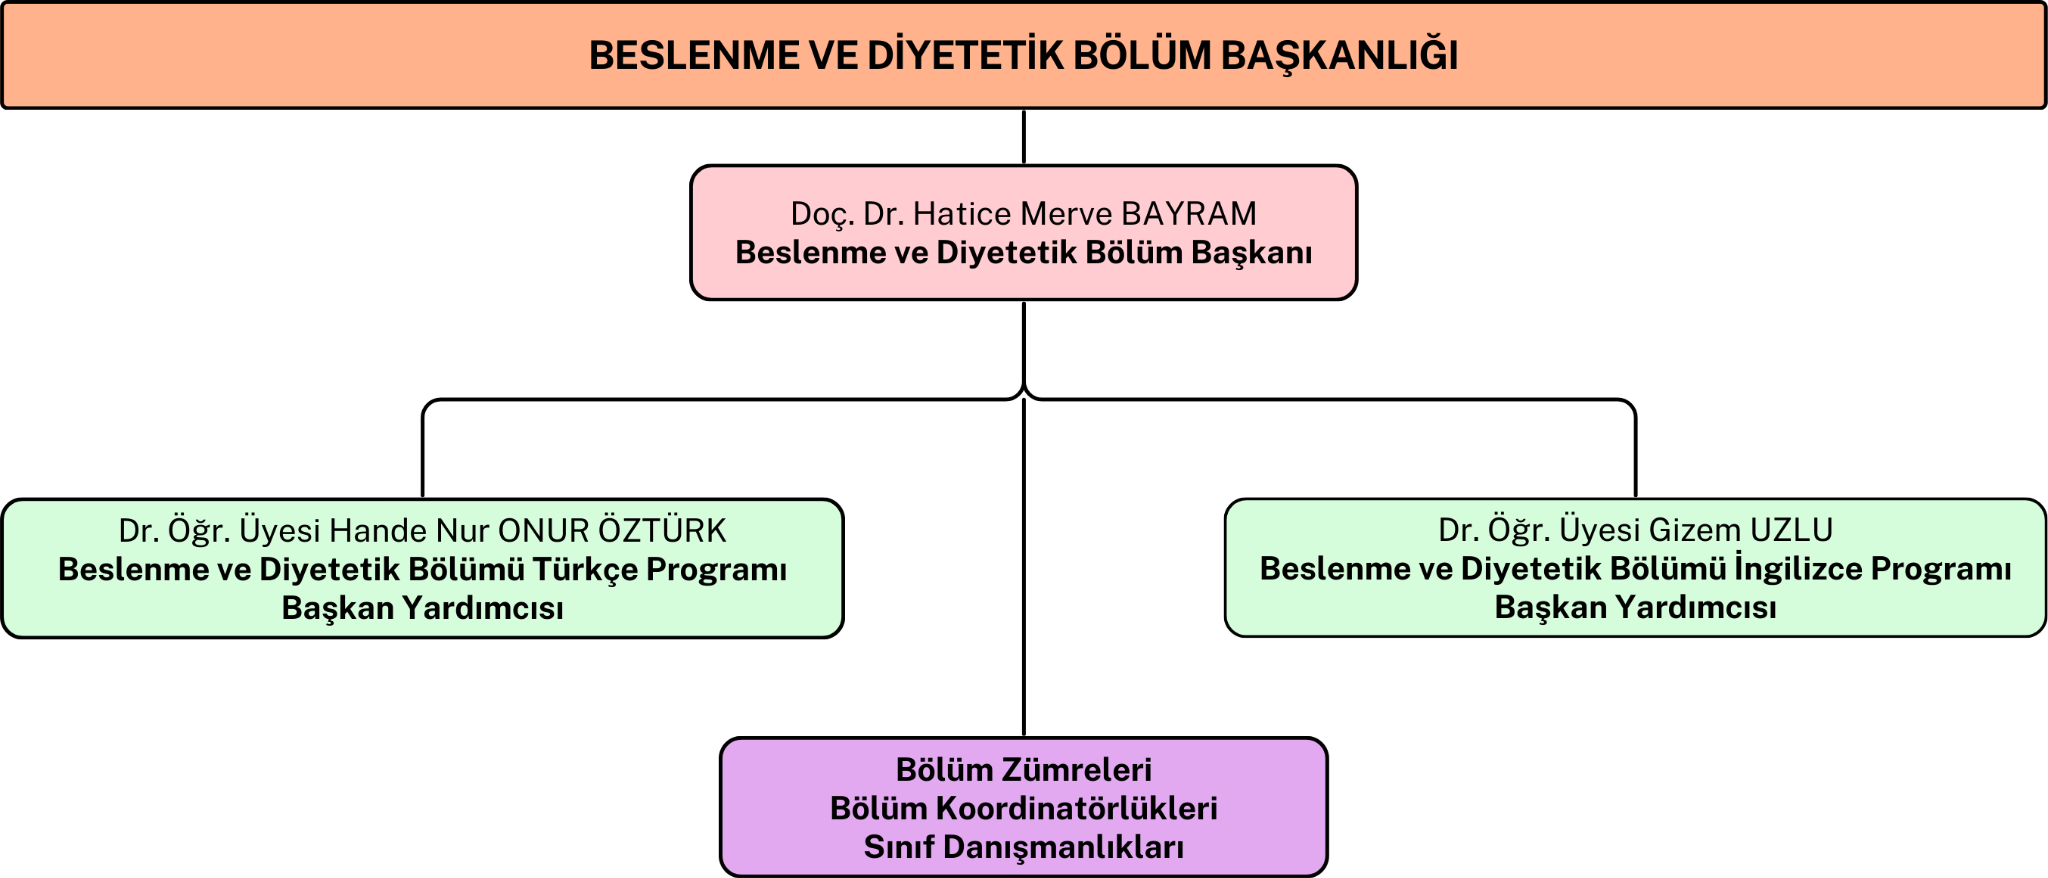 BESLENME VE DİYETETİK BÖLÜM BAŞKANLIĞI
Doç. Dr. Hatice Merve BAYRAM
Beslenme ve Diyetetik Bölüm Başkanı
Dr. Öğr. Üyesi Hande Nur ONUR ÖZTÜRK
Beslenme ve Diyetetik Bölümü Türkçe Programı
Başkan Yardımcısı
Dr. Öğr. Üyesi Gizem UZLU
Beslenme ve Diyetetik Bölümü İngilizce Programı
Başkan Yardımcısı
Bölüm Zümreleri
Bölüm Koordinatörlükleri
Sınıf Danışmanlıkları